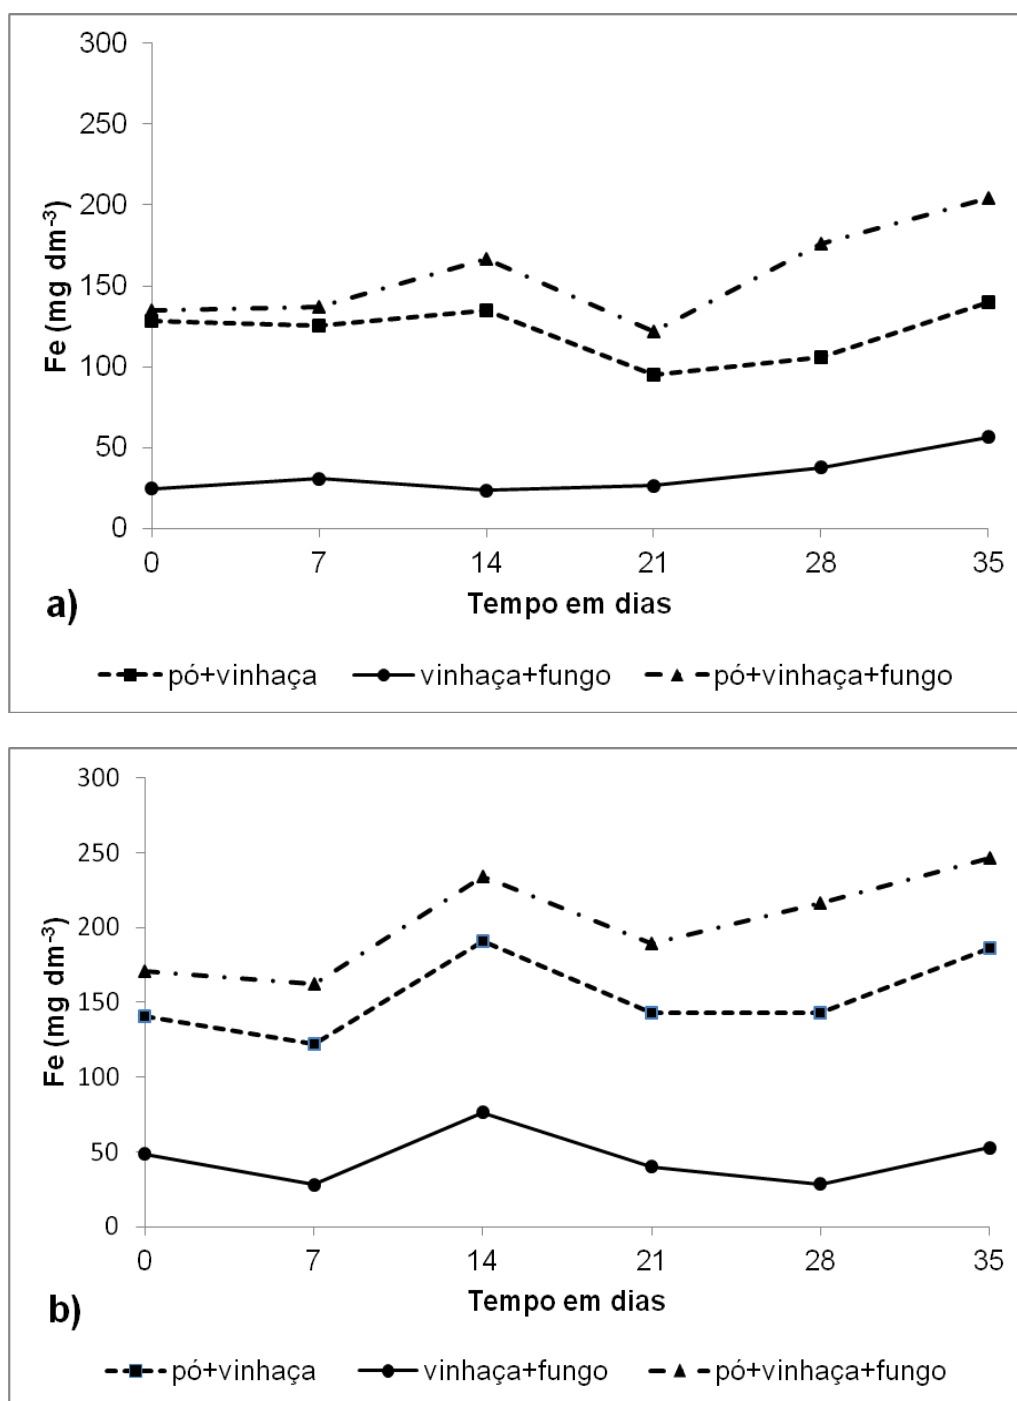 300
250
200
150
100
50
0
Fe (mg dm⁻³)
0 7 14 21 28 35
a)
Tempo em dias
pó+vinhaça vinhaça+fungo pó+vinhaça+fungo
300
250
200
150
100
50
0
Fe (mg dm⁻³)
0 7 14 21 28 35
Tempo em dias
b)
pó+vinhaça vinhaça+fungo pó+vinhaça+fungo